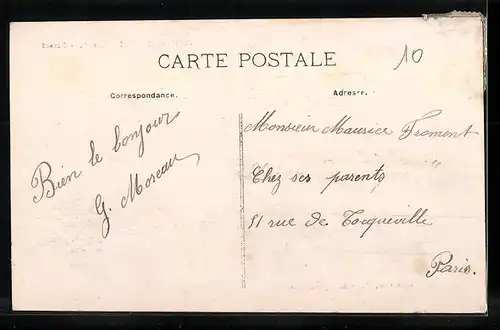 CARTE POSTALE
10
Correspondance.
Adresse.
Bien le bonjour
G. Moreau
Monsieur Maurice Froment
Chez ses parents
51 rue de Tocqueville
Paris.